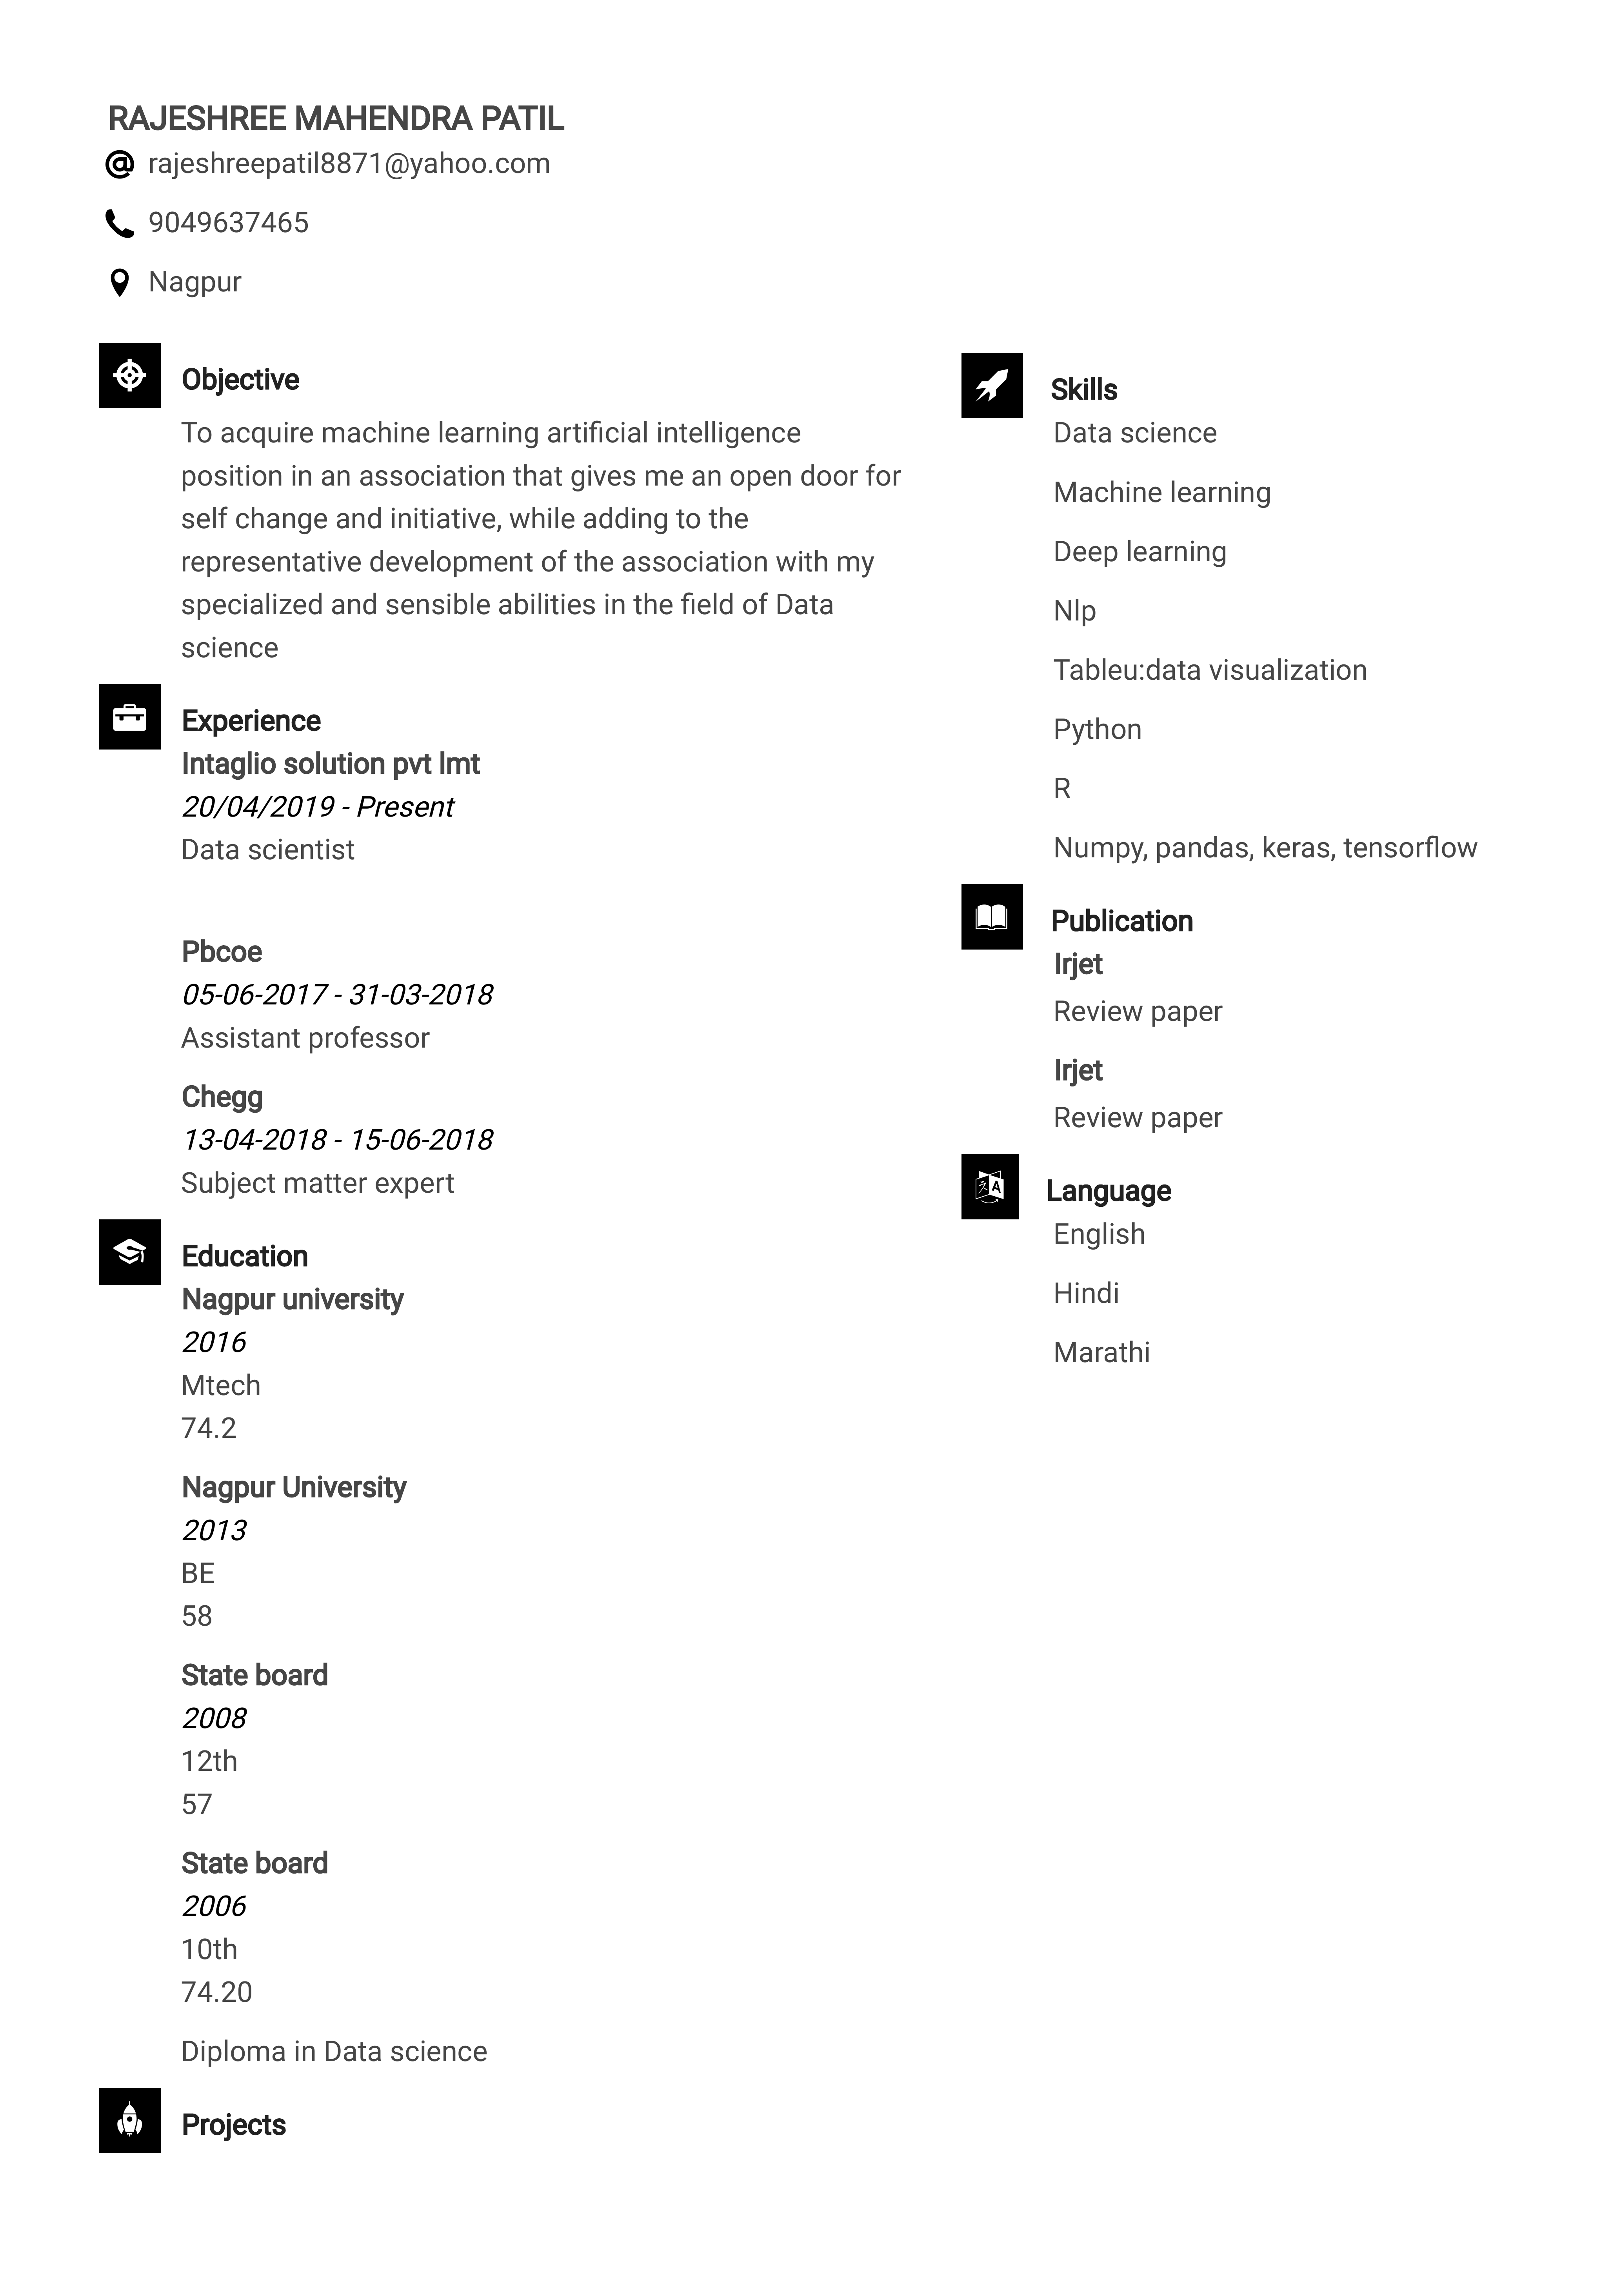 RAJESHREE MAHENDRA PATIL
rajeshreepatil8871@yahoo.com
9049637465
Nagpur
Objective
To acquire machine learning artificial intelligence
position in an association that gives me an open door for
self change and initiative, while adding to the
representative development of the association with my
specialized and sensible abilities in the field of Data
science
Experience
Intaglio solution pvt lmt
20/04/2019 - Present
Data scientist
Pbcoe
05-06-2017 - 31-03-2018
Assistant professor
Chegg
13-04-2018 - 15-06-2018
Subject matter expert
Education
Nagpur university
2016
Mtech
74.2
Nagpur University
2013
BE
58
State board
2008
12th
57
State board
2006
10th
74.20
Diploma in Data science
Projects
Skills
Data science
Machine learning
Deep learning
Nlp
Tableu:data visualization
Python
R
Numpy, pandas, keras, tensorflow
Publication
Irjet
Review paper
Irjet
Review paper
Language
English
Hindi
Marathi